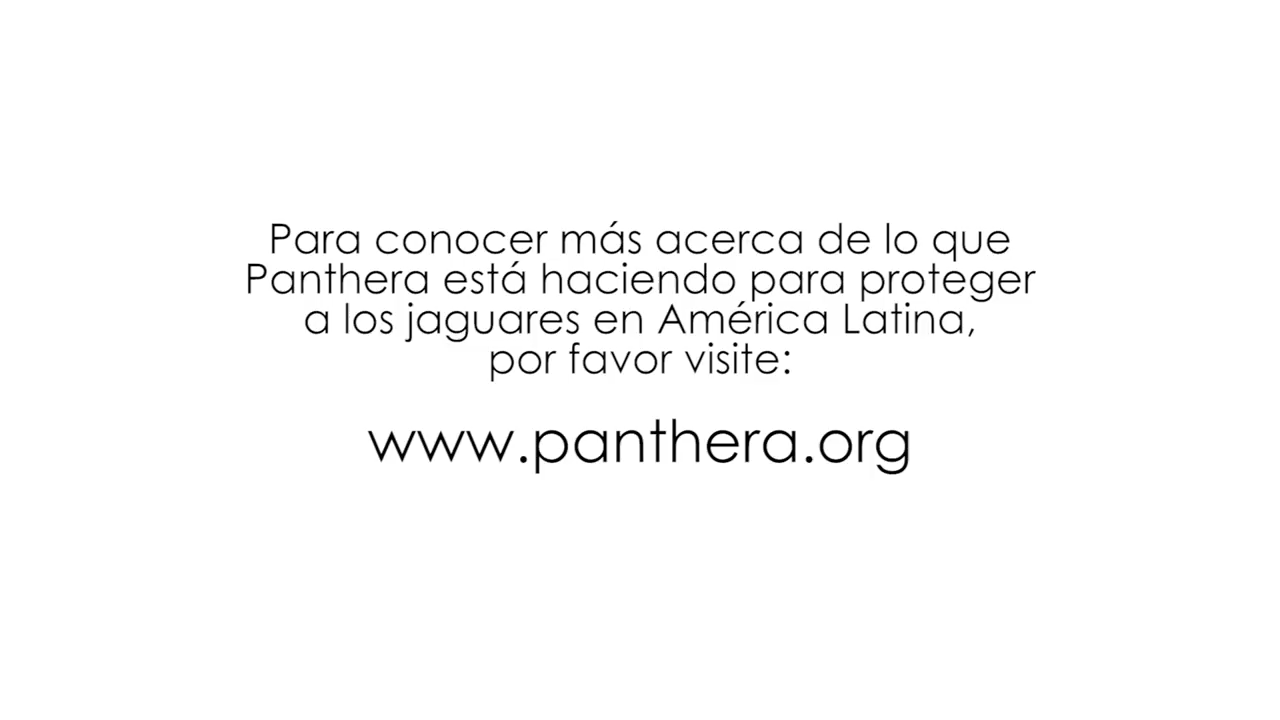 Para conocer más acerca de lo que
Panthera está haciendo para proteger
a los jaguares en América Latina,
por favor visite:
www.panthera.org